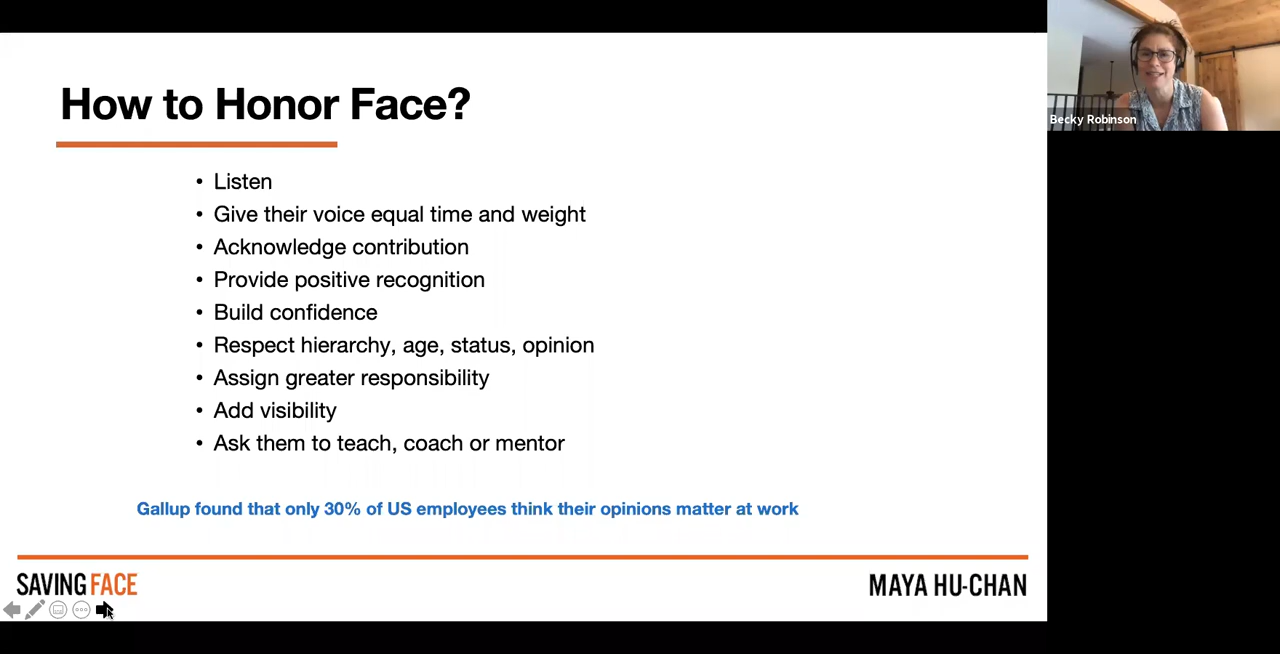 How to Honor Face?
• Listen
• Give their voice equal time and weight
• Acknowledge contribution
• Provide positive recognition
• Build confidence
• Respect hierarchy, age, status, opinion
• Assign greater responsibility
• Add visibility
• Ask them to teach, coach or mentor
Gallup found that only 30% of US employees think their opinions matter at work
SAVING FACE
MAYA HU-CHAN
Becky Robinson